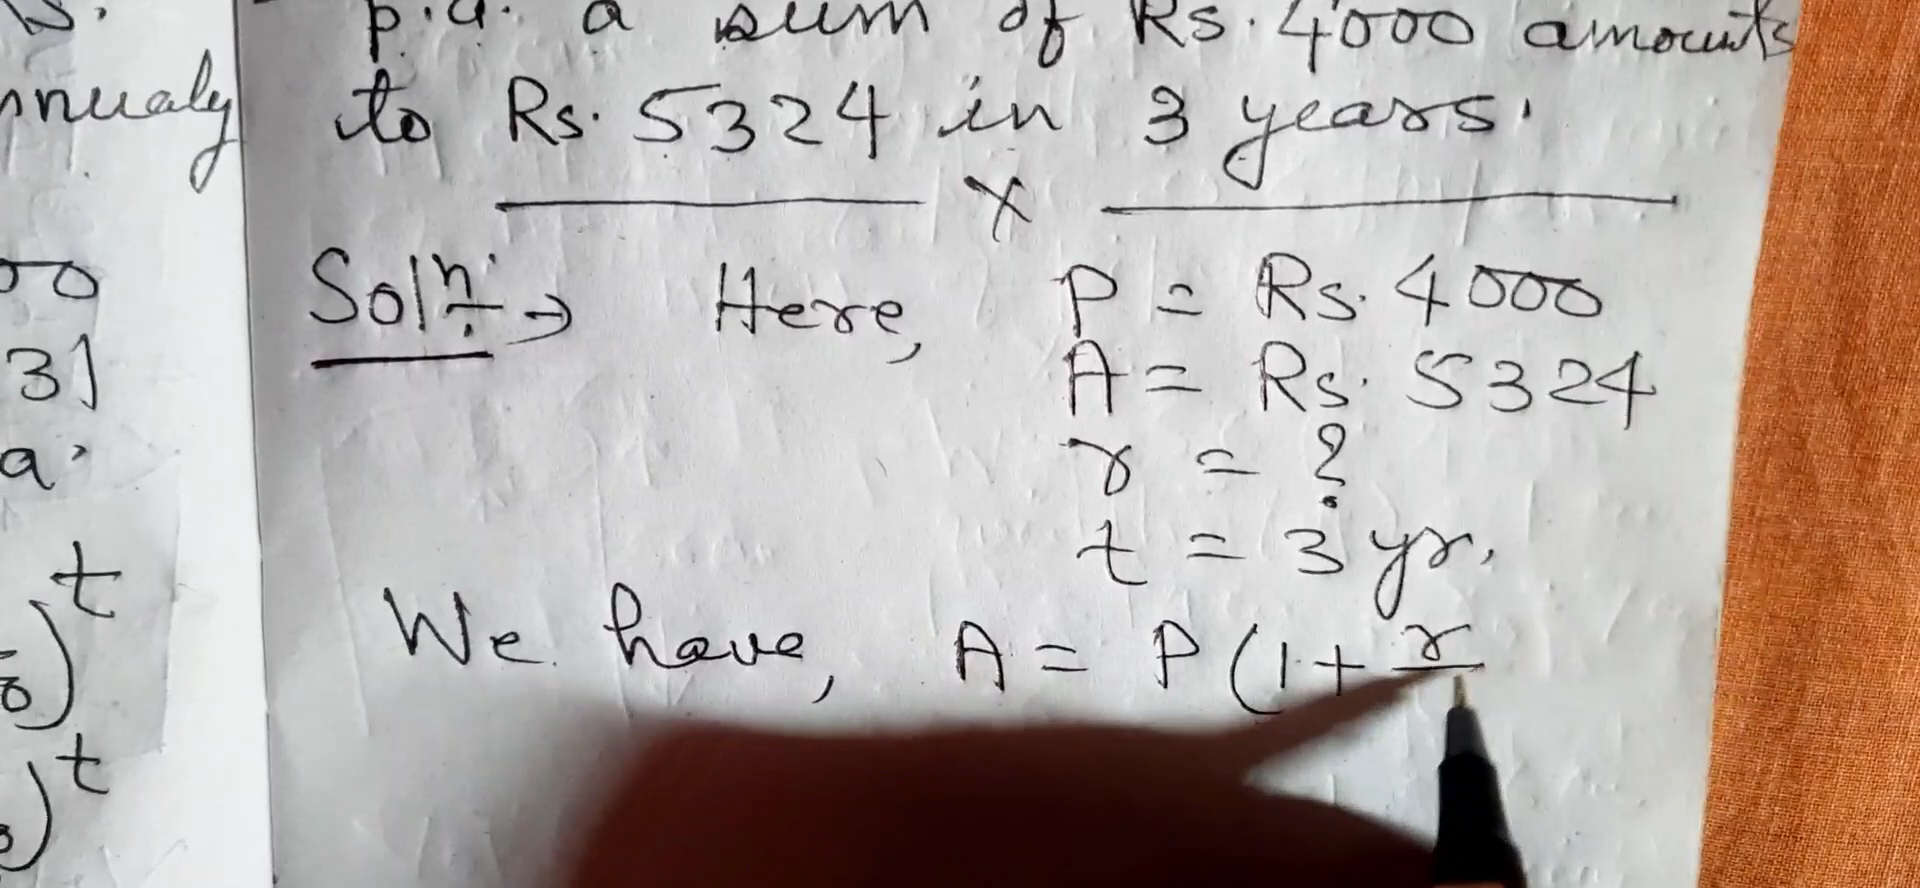 p.a. a sum of Rs. 4000 amounts
to Rs. 5324 in 3 years.
x
Soln. → Here, P = Rs. 4000
A = Rs. 5324
r = ?
t = 3 yr.
We have, A = P (1 + r
3]
a.
)t
)t